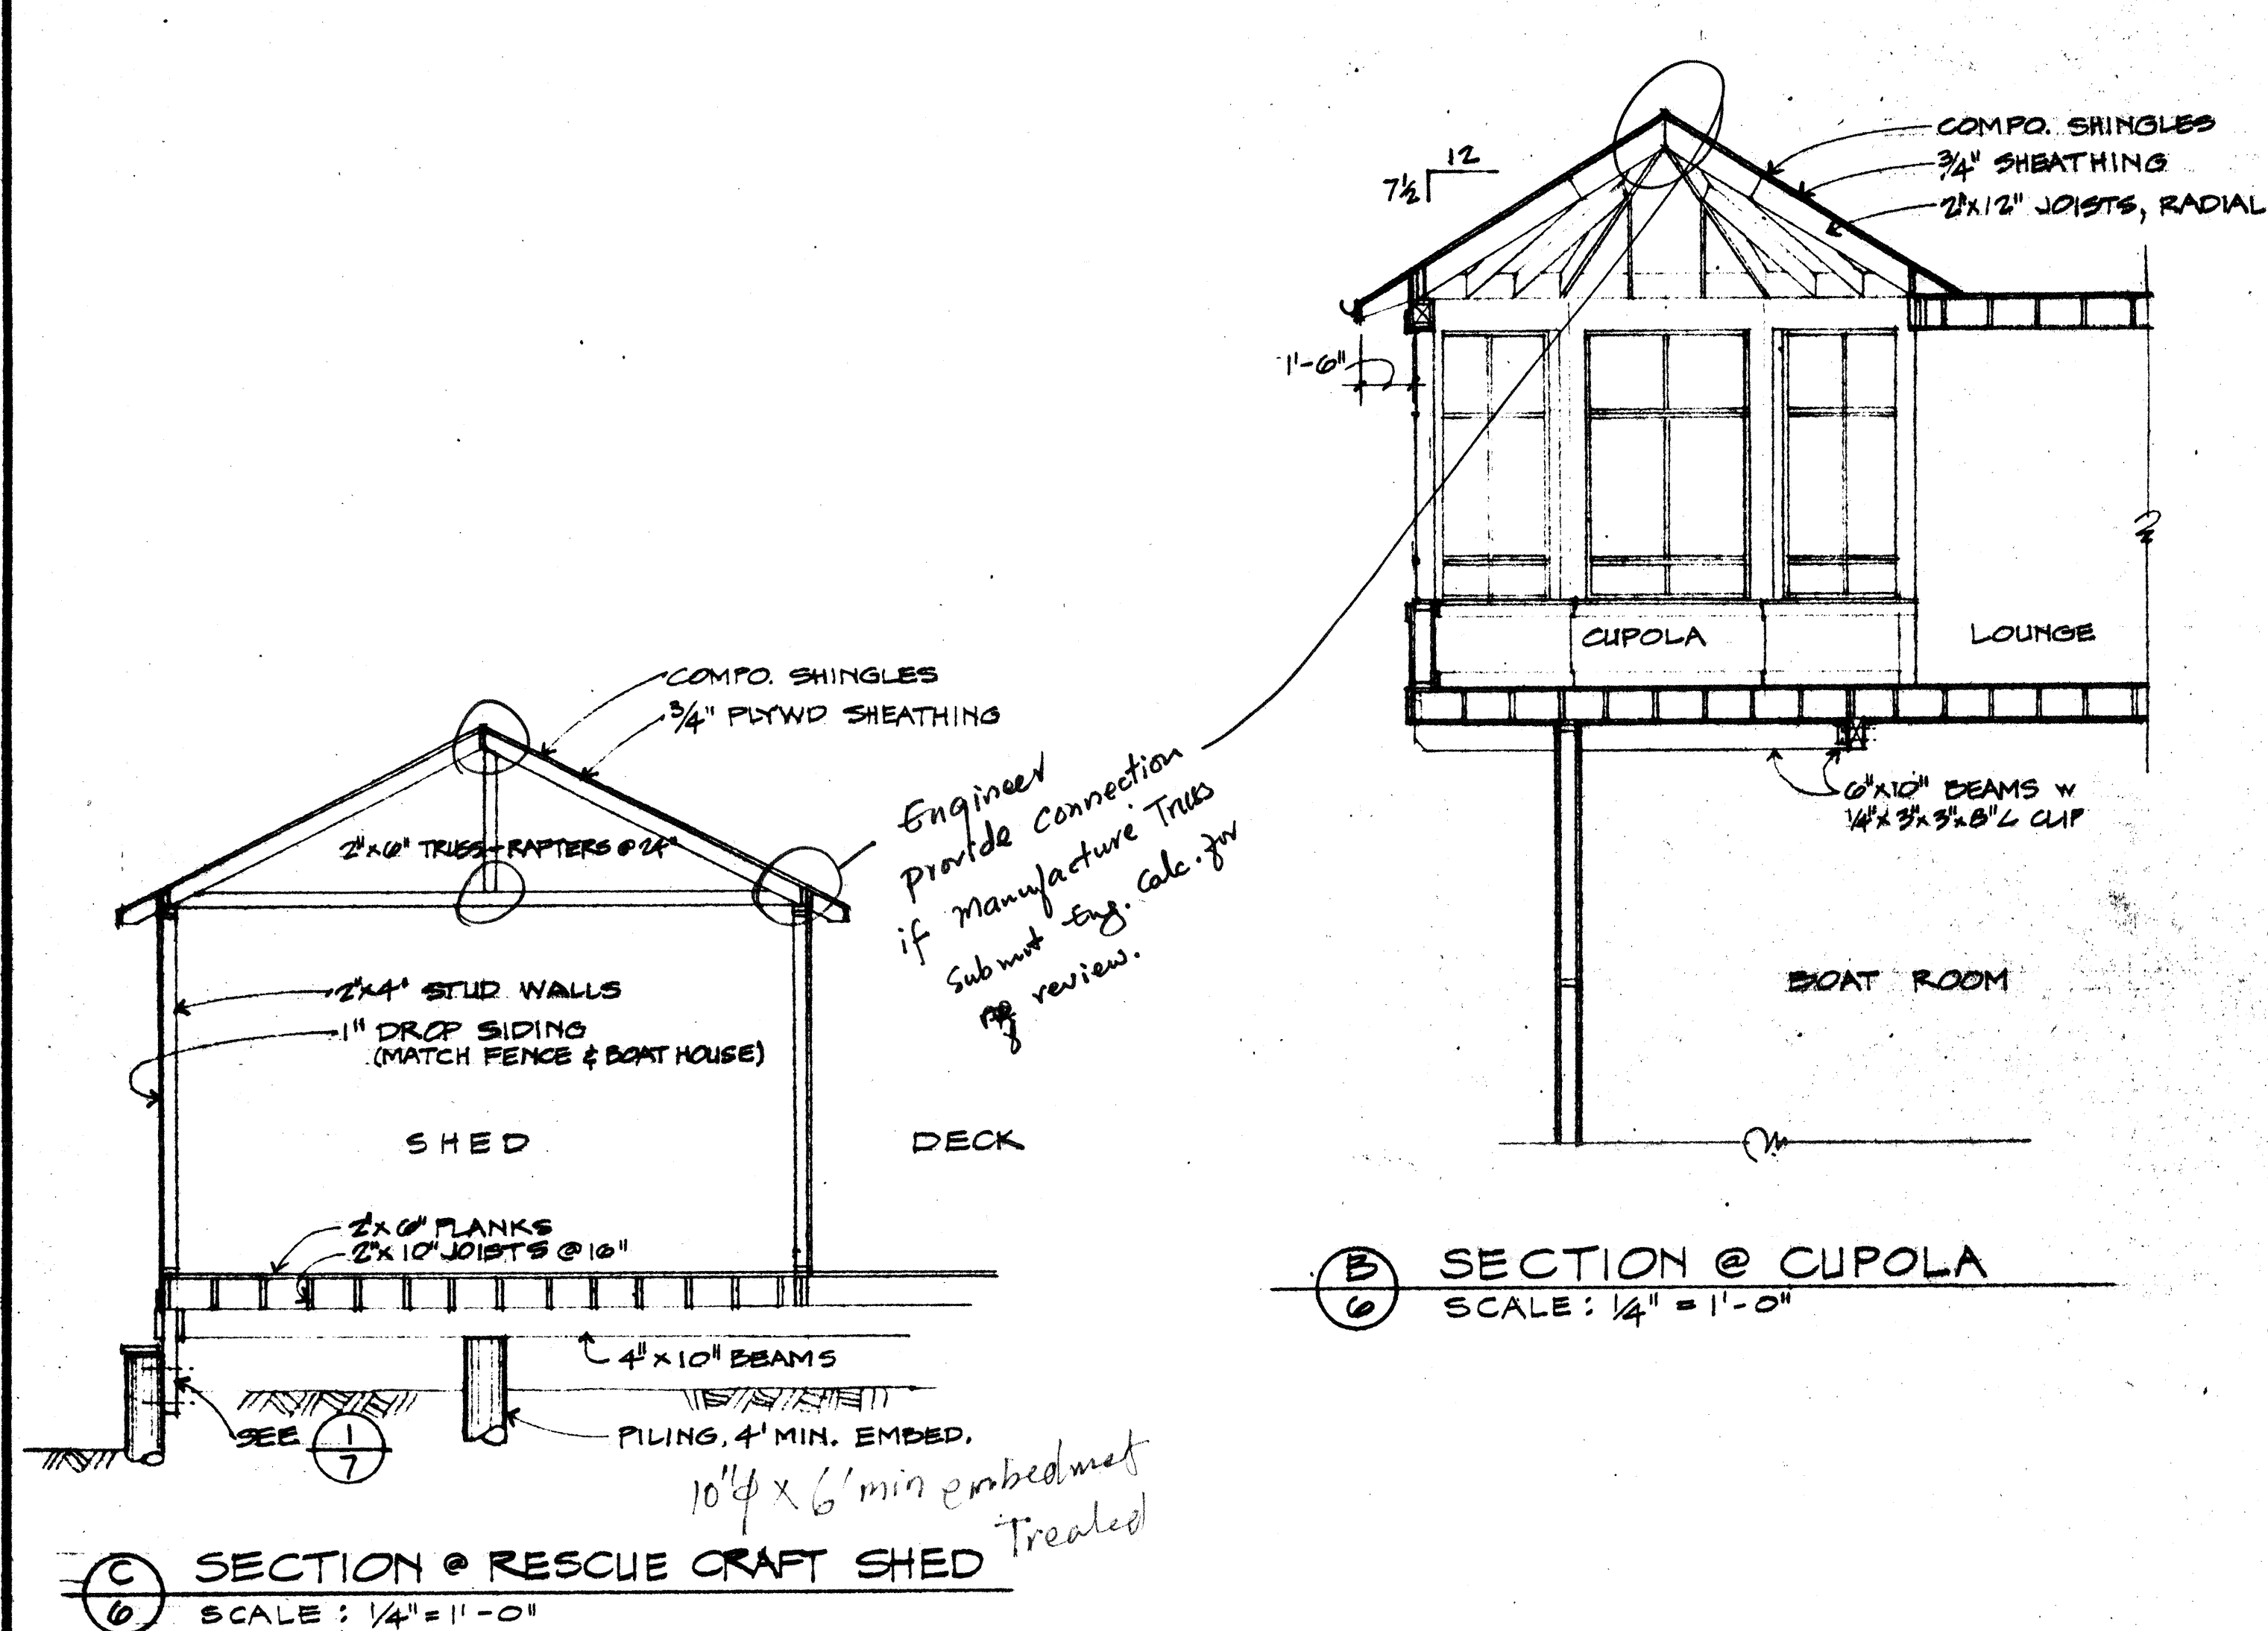 COMPO. SHINGLES
3/4" SHEATHING
2"x12" JOISTS, RADIAL
12
7 1/2
1'-6"
CUPOLA
LOUNGE
6"x10" BEAMS W
1/4"x3"x3"x8" L CLIP
BOAT ROOM
B
6
SECTION @ CUPOLA
SCALE: 1/4" = 1'-0"
COMPO. SHINGLES
3/4" PLYWD SHEATHING
2"x6" TRUSS-RAFTERS @ 24"
Engineer
provide connection
if Manufacture Truss
Submit Eng. Calc. for
review.
2"x4" STUD WALLS
1" DROP SIDING
(MATCH FENCE & BOAT HOUSE)
SHED
DECK
2"x6" PLANKS
2"x10" JOISTS @ 16"
4"x10" BEAMS
SEE
1
7
PILING, 4' MIN. EMBED.
10"φ x 6' min embedmet
Treated
C
6
SECTION @ RESCUE CRAFT SHED
SCALE: 1/4" = 1'-0"